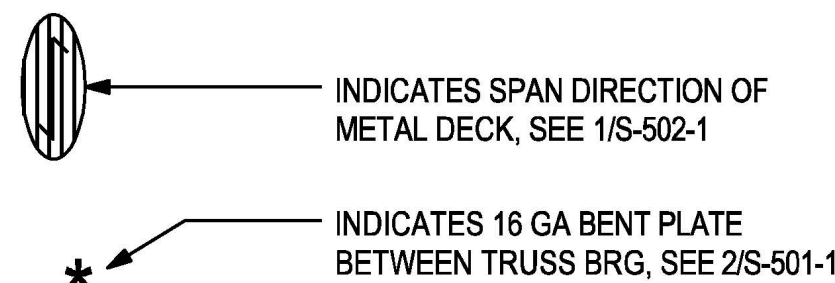 INDICATES SPAN DIRECTION OF
METAL DECK, SEE 1/S-502-1
INDICATES 16 GA BENT PLATE
BETWEEN TRUSS BRG, SEE 2/S-501-1
*